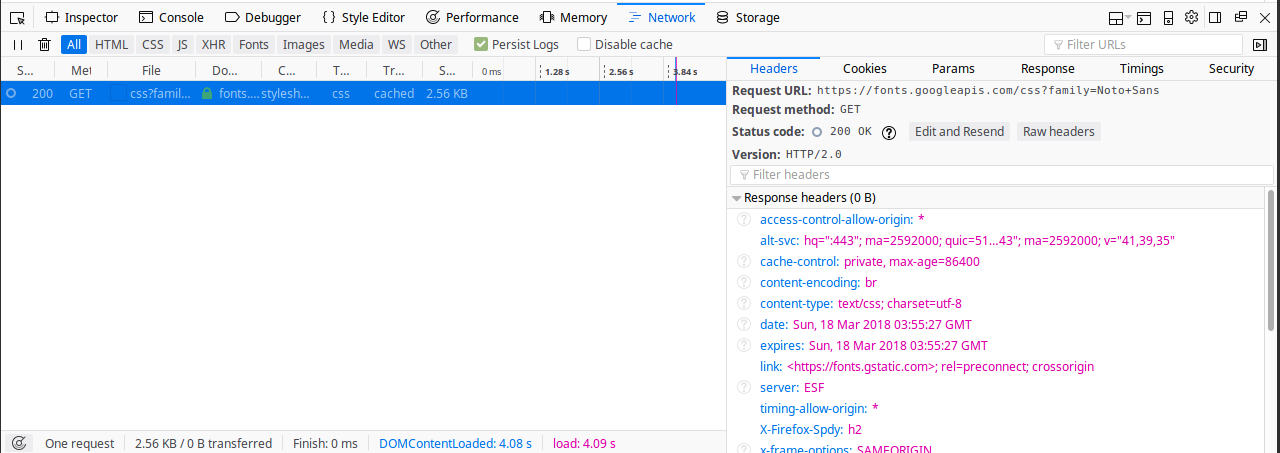 Inspector Console Debugger Style Editor Performance Memory Network Storage
All HTML CSS JS XHR Fonts Images Media WS Other Persist Logs Disable cache Filter URLs
S... Met File Do... C... T... Tr... S... 0 ms 1.28 s 2.56 s 3.84 s
200 GET css?famil... fonts.... stylesh... css cached 2.56 KB
Headers Cookies Params Response Timings Security
Request URL: https://fonts.googleapis.com/css?family=Noto+Sans
Request method: GET
Status code: 200 OK ? Edit and Resend Raw headers
Version: HTTP/2.0
Filter headers
Response headers (0 B)
? access-control-allow-origin: *
alt-svc: hq=":443"; ma=2592000; quic=51...43"; ma=2592000; v="41,39,35"
? cache-control: private, max-age=86400
? content-encoding: br
? content-type: text/css; charset=utf-8
? date: Sun, 18 Mar 2018 03:55:27 GMT
? expires: Sun, 18 Mar 2018 03:55:27 GMT
link: <https://fonts.gstatic.com>; rel=preconnect; crossorigin
? server: ESF
timing-allow-origin: *
X-Firefox-Spdy: h2
? x-frame-options: SAMEORIGIN
One request 2.56 KB / 0 B transferred Finish: 0 ms DOMContentLoaded: 4.08 s load: 4.09 s